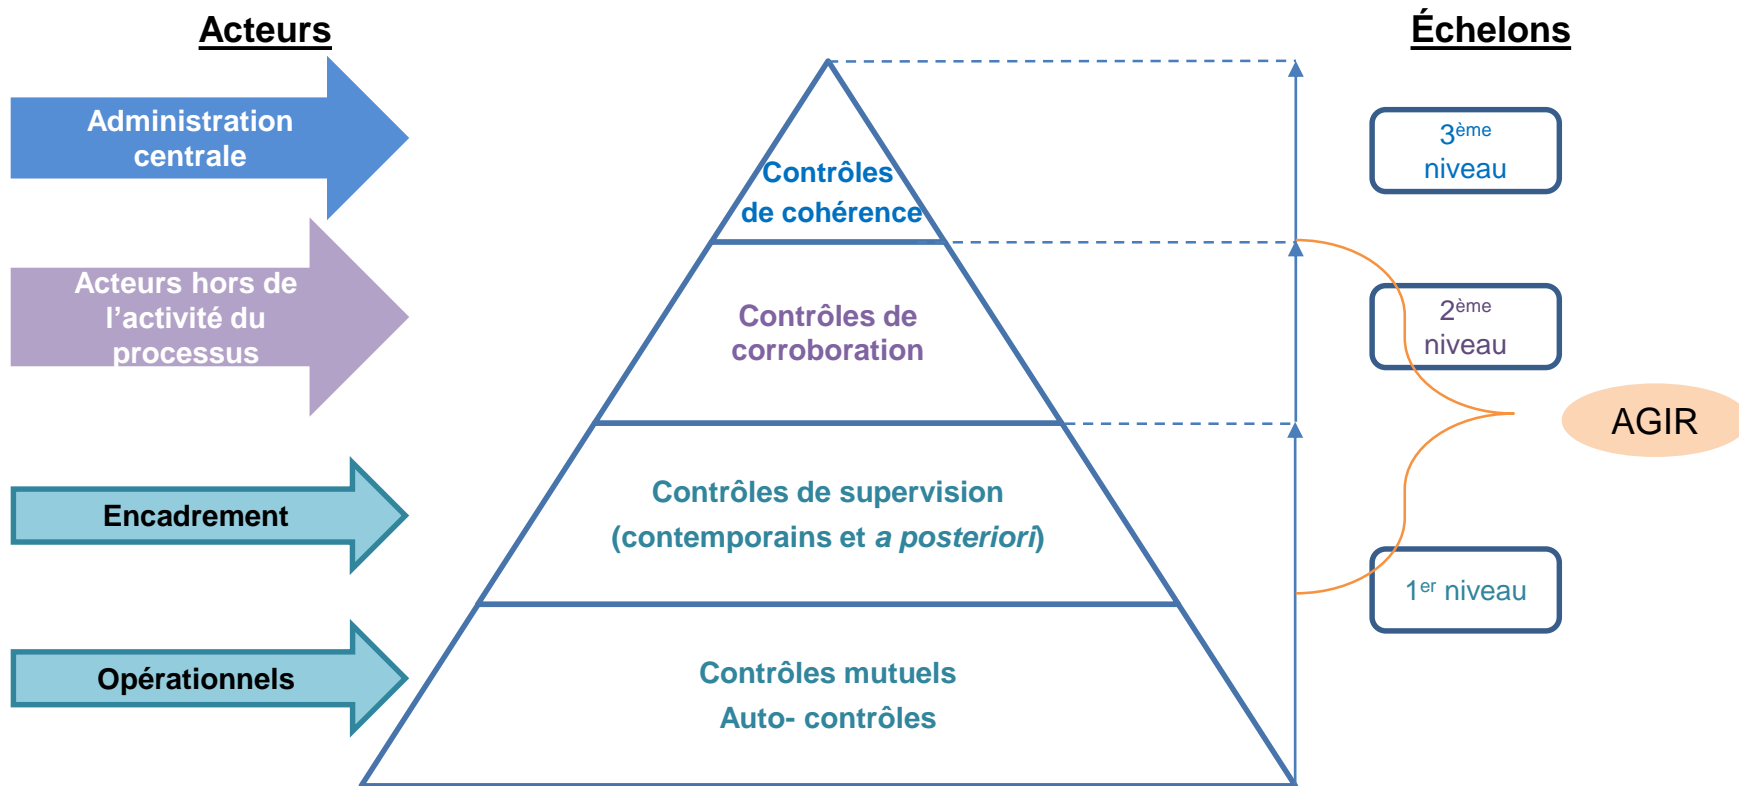 Acteurs
Échelons
Administration
centrale
Contrôles
de cohérence
3ème
niveau
Acteurs hors de
l’activité du
processus
Contrôles de
corroboration
2ème
niveau
AGIR
Encadrement
Contrôles de supervision
(contemporains et a posteriori)
1er niveau
Opérationnels
Contrôles mutuels
Auto- contrôles